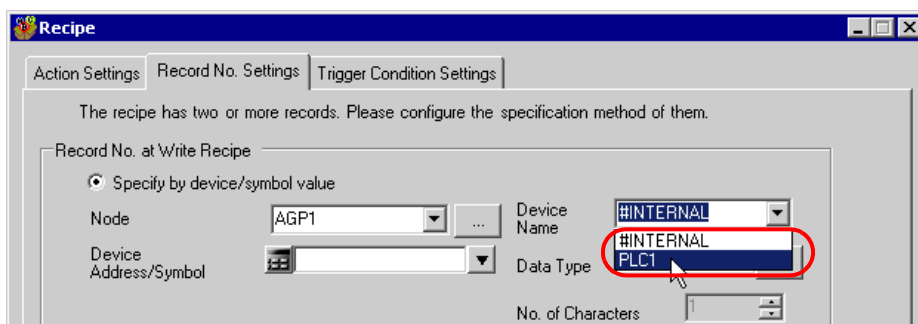 Recipe
Action Settings Record No. Settings Trigger Condition Settings
The recipe has two or more records. Please configure the specification method of them.
Record No. at Write Recipe
Specify by device/symbol value
Node AGP1 ... Device Name #INTERNAL
#INTERNAL
PLC1
Device Address/Symbol Data Type
No. of Characters 1